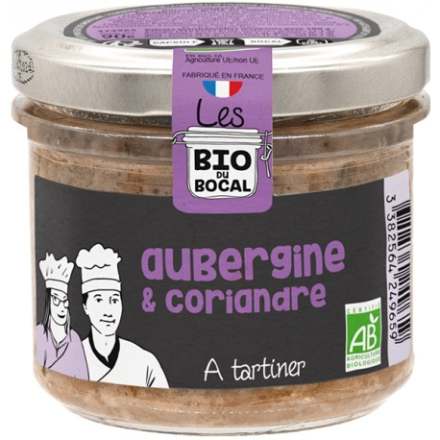 Agriculture UE/non UE
FABRIQUÉ EN FRANCE
Les
BIO
DU
BOCAL
aubergine
& coriandre
A tartiner
CERTIFIÉ
AB
AGRICULTURE
BIOLOGIQUE
3 382564 249659